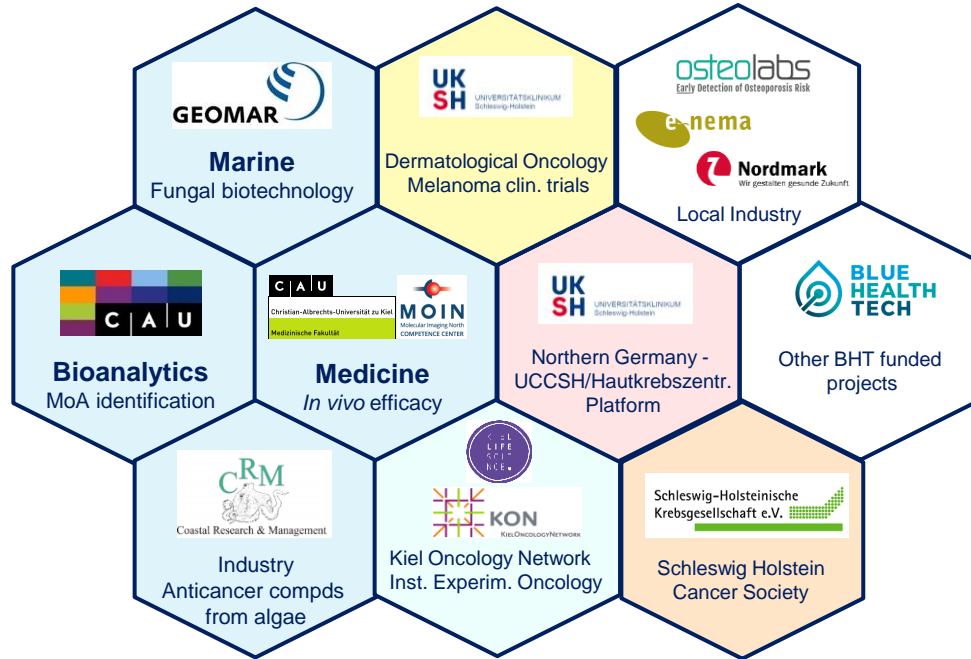 GEOMAR
Marine
Fungal biotechnology
UK
SH
UNIVERSITÄTSKLINIKUM
Schleswig-Holstein
Dermatological Oncology
Melanoma clin. trials
osteolabs
Early Detection of Osteoporosis Risk
e-nema
Nordmark
Wir gestalten gesunde Zukunft
Local Industry
C A U
Bioanalytics
MoA identification
C A U
Christian-Albrechts-Universität zu Kiel
Medizinische Fakultät
MOIN
Molecular Imaging North
COMPETENCE CENTER
Medicine
In vivo efficacy
UK
SH
UNIVERSITÄTSKLINIKUM
Schleswig-Holstein
Northern Germany -
UCCSH/Hautkrebszentr.
Platform
BLUE
HEALTH
TECH
Other BHT funded
projects
CRM
Coastal Research & Management
Industry
Anticancer compds
from algae
KIEL
LIFE
SCIE
NCE.
KON
KIELONCOLOGYNETWORK
Kiel Oncology Network
Inst. Experim. Oncology
Schleswig-Holsteinische
Krebsgesellschaft e.V.
Schleswig Holstein
Cancer Society